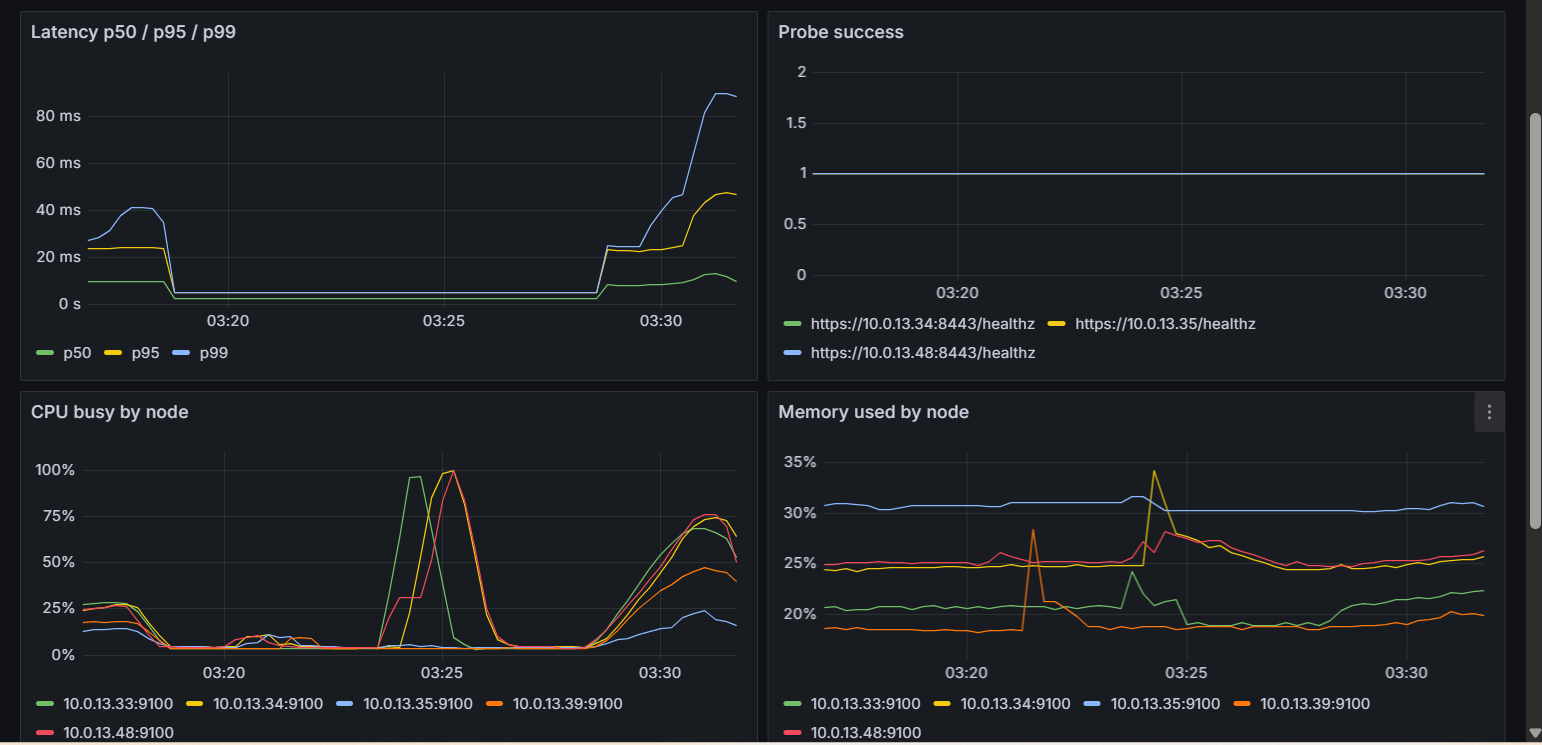 Latency p50 / p95 / p99
80 ms
60 ms
40 ms
20 ms
0 s
03:20 03:25 03:30
p50 p95 p99
Probe success
2
1.5
1
0.5
0
03:20 03:25 03:30
https://10.0.13.34:8443/healthz https://10.0.13.35/healthz
https://10.0.13.48:8443/healthz
CPU busy by node
100%
75%
50%
25%
0%
03:20 03:25 03:30
10.0.13.33:9100 10.0.13.34:9100 10.0.13.35:9100 10.0.13.39:9100
10.0.13.48:9100
Memory used by node
35%
30%
25%
20%
03:20 03:25 03:30
10.0.13.33:9100 10.0.13.34:9100 10.0.13.35:9100 10.0.13.39:9100
10.0.13.48:9100